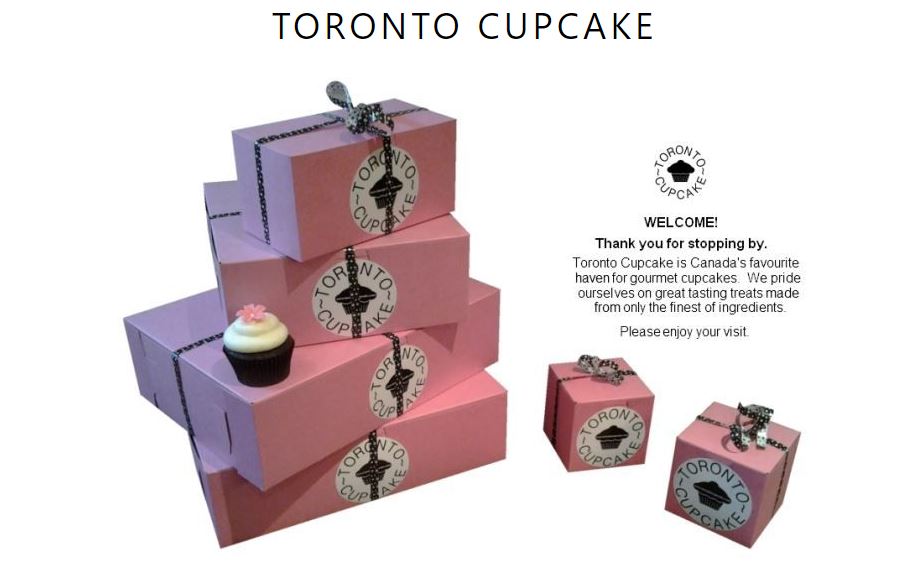 TORONTO CUPCAKE
~TORONTO~
CUPCAKE
~TORONTO~
CUPCAKE
~TORONTO~
CUPCAKE
~TORONTO~
CUPCAKE
~TORONTO~
CUPCAKE
WELCOME!
Thank you for stopping by.
Toronto Cupcake is Canada's favourite
haven for gourmet cupcakes. We pride
ourselves on great tasting treats made
from only the finest of ingredients.
Please enjoy your visit.
~TORONTO~
CUPCAKE
~TORONTO~
CUPCAKE